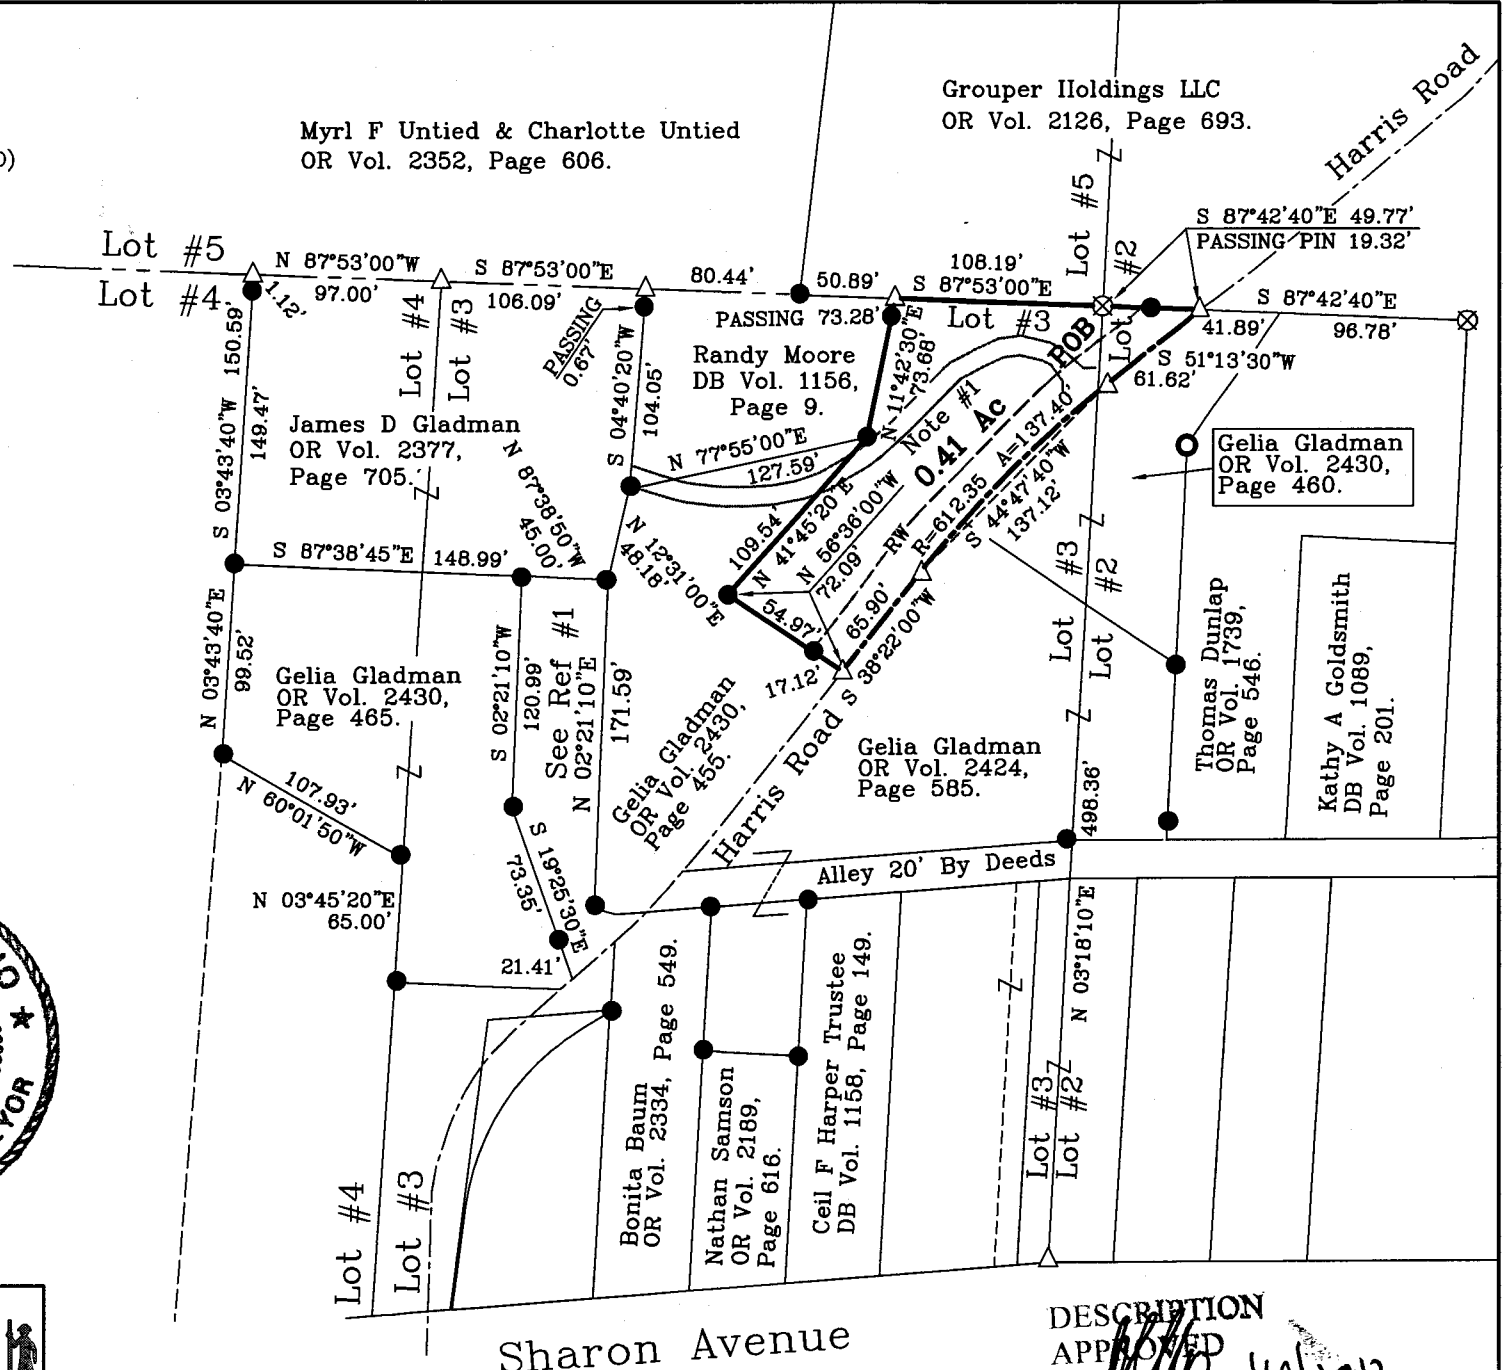 Grouper IIoldings LLC
OR Vol. 2126, Page 693.
Myrl F Untied & Charlotte Untied
OR Vol. 2352, Page 606.
Harris Road
Lot #5
Lot #2
S 87°42'40"E 49.77'
PASSING PIN 19.32'
Lot #5
Lot #4
N 87°53'00"W
97.00'
1.12'
S 87°53'00"E
106.09'
80.44'
50.89'
108.19'
S 87°53'00"E
S 87°42'40"E
96.78'
41.89'
PASSING
0.67'
PASSING 73.28'
Lot #3
Lot
POB
S 51°13'30"W
61.62'
150.59'
S 03°43'40"W
149.47'
Lot #4
Lot #3
S 04°40'20"W
104.05'
Randy Moore
DB Vol. 1156,
Page 9.
N 11°42'30"E
73.68'
James D Gladman
OR Vol. 2377,
Page 705.
N 77°55'00"E
127.59'
N 87°38'50"W
45.00'
Note #1
0.41 Ac
A=137.40'
R=612.35
S 44°47'40"W
137.12'
Gelia Gladman
OR Vol. 2430,
Page 460.
S 87°38'45"E 148.99'
N 12°31'00"E
48.18'
109.54'
N 41°45'20"E
N 56°36'00"W
72.09'
RW
54.97'
65.90'
17.12'
S 38°22'00"W
Lot #3
Lot #2
N 03°43'40"E
99.52'
Gelia Gladman
OR Vol. 2430,
Page 465.
S 02°21'10"W
120.99'
See Ref #1
N 02°21'10"E
171.59'
Gelia Gladman
OR Vol. 2430,
Page 455.
Harris Road
Gelia Gladman
OR Vol. 2424,
Page 585.
Thomas Dunlap
OR Vol. 1739,
Page 546.
Kathy A Goldsmith
DB Vol. 1089,
Page 201.
107.93'
N 60°01'50"W
498.36'
S 19°25'30"E
73.35'
Alley 20' By Deeds
N 03°45'20"E
65.00'
21.41'
N 03°18'10"E
Bonita Baum
OR Vol. 2334, Page 549.
Nathan Samson
OR Vol. 2189,
Page 616.
Ceil F Harper Trustee
DB Vol. 1158, Page 149.
Lot #3
Lot #2
Lot #4
Lot #3
Sharon Avenue
DESCRIPTION
APPROVED